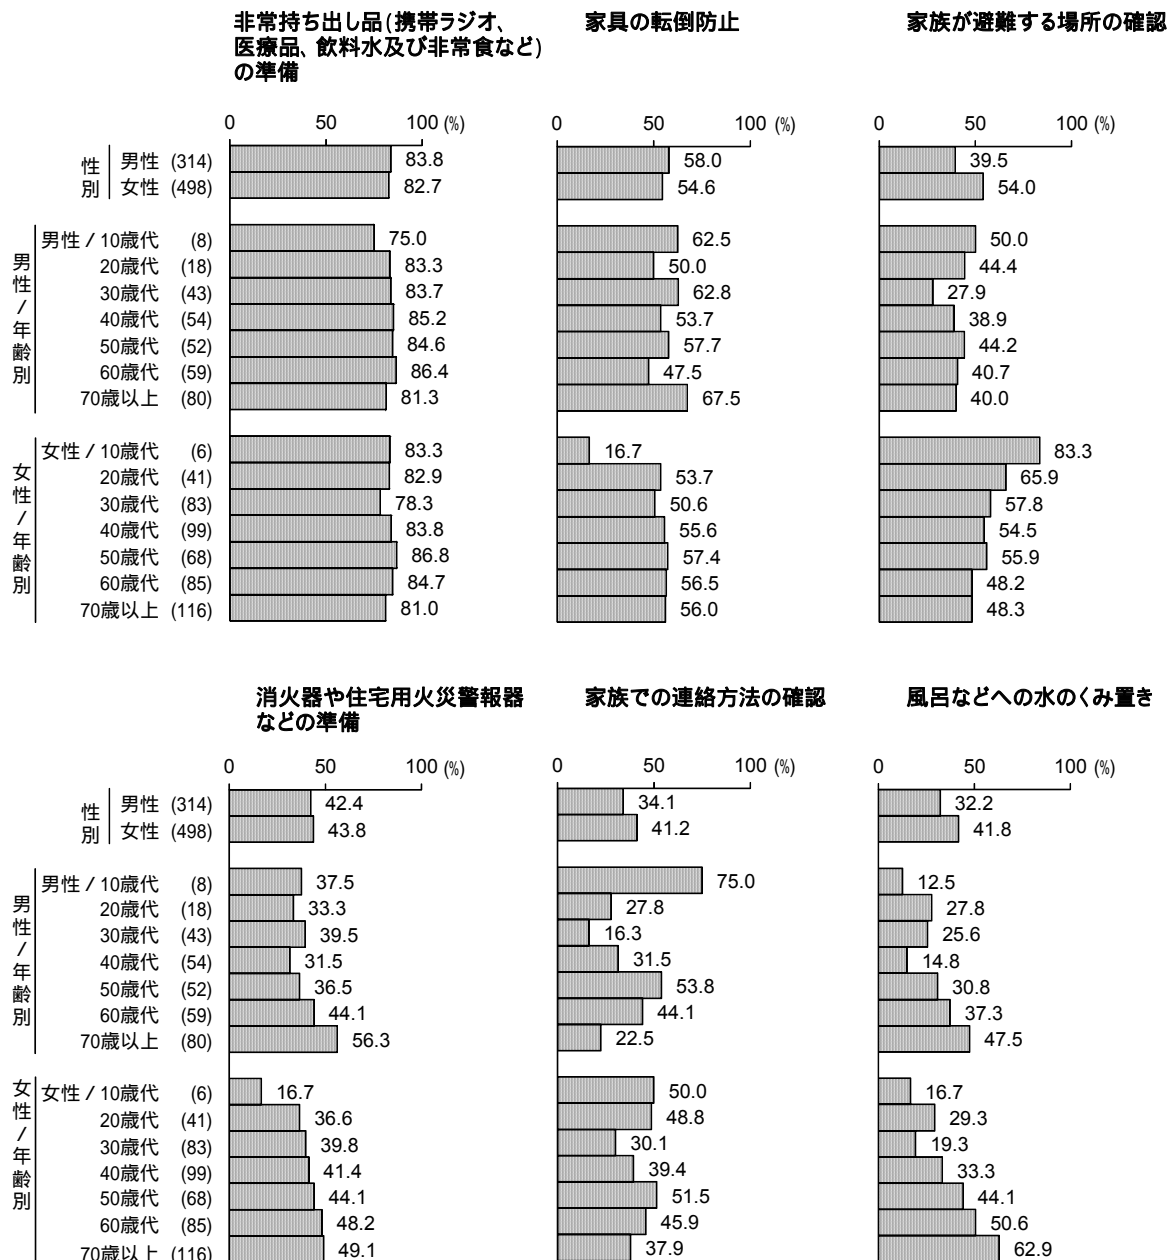 非常持ち出し品(携帯ラジオ、
医療品、飲料水及び非常食など)
の準備
家具の転倒防止
家族が避難する場所の確認
0 50 100 (%) 0 50 100 (%) 0 50 100 (%)
性別
男性 (314) 83.8 58.0 39.5
女性 (498) 82.7 54.6 54.0
男性/年齢別
男性 / 10歳代 (8) 75.0 62.5 50.0
20歳代 (18) 83.3 50.0 44.4
30歳代 (43) 83.7 62.8 27.9
40歳代 (54) 85.2 53.7 38.9
50歳代 (52) 84.6 57.7 44.2
60歳代 (59) 86.4 47.5 40.7
70歳以上 (80) 81.3 67.5 40.0
女性/年齢別
女性 / 10歳代 (6) 83.3 16.7 83.3
20歳代 (41) 82.9 53.7 65.9
30歳代 (83) 78.3 50.6 57.8
40歳代 (99) 83.8 55.6 54.5
50歳代 (68) 86.8 57.4 55.9
60歳代 (85) 84.7 56.5 48.2
70歳以上 (116) 81.0 56.0 48.3
消火器や住宅用火災警報器
などの準備
家族での連絡方法の確認
風呂などへの水のくみ置き
0 50 100 (%) 0 50 100 (%) 0 50 100 (%)
性別
男性 (314) 42.4 34.1 32.2
女性 (498) 43.8 41.2 41.8
男性/年齢別
男性 / 10歳代 (8) 37.5 75.0 12.5
20歳代 (18) 33.3 27.8 27.8
30歳代 (43) 39.5 16.3 25.6
40歳代 (54) 31.5 31.5 14.8
50歳代 (52) 36.5 53.8 30.8
60歳代 (59) 44.1 44.1 37.3
70歳以上 (80) 56.3 22.5 47.5
女性/年齢別
女性 / 10歳代 (6) 16.7 50.0 16.7
20歳代 (41) 36.6 48.8 29.3
30歳代 (83) 39.8 30.1 19.3
40歳代 (99) 41.4 39.4 33.3
50歳代 (68) 44.1 51.5 44.1
60歳代 (85) 48.2 45.9 50.6
70歳以上 (116) 49.1 37.9 62.9